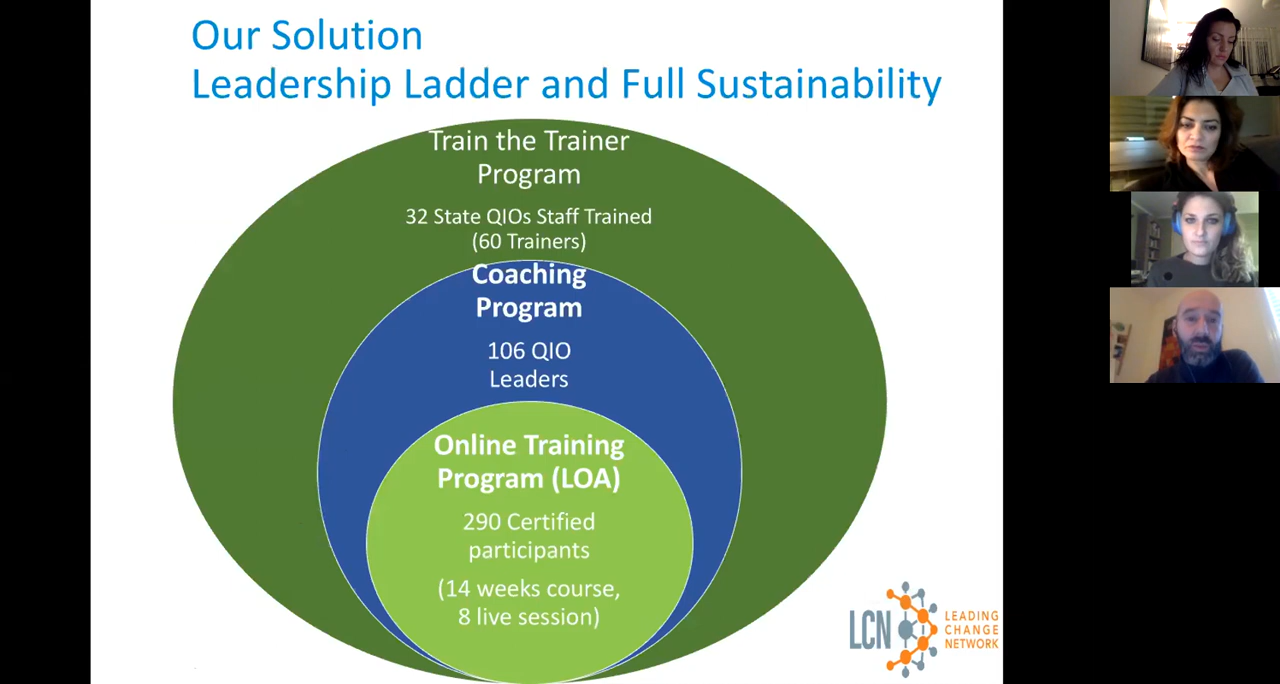 Our Solution
Leadership Ladder and Full Sustainability
Train the Trainer
Program
32 State QIOs Staff Trained
(60 Trainers)
Coaching
Program
106 QIO
Leaders
Online Training
Program (LOA)
290 Certified
participants
(14 weeks course,
8 live session)
LCN
LEADING
CHANGE
NETWORK